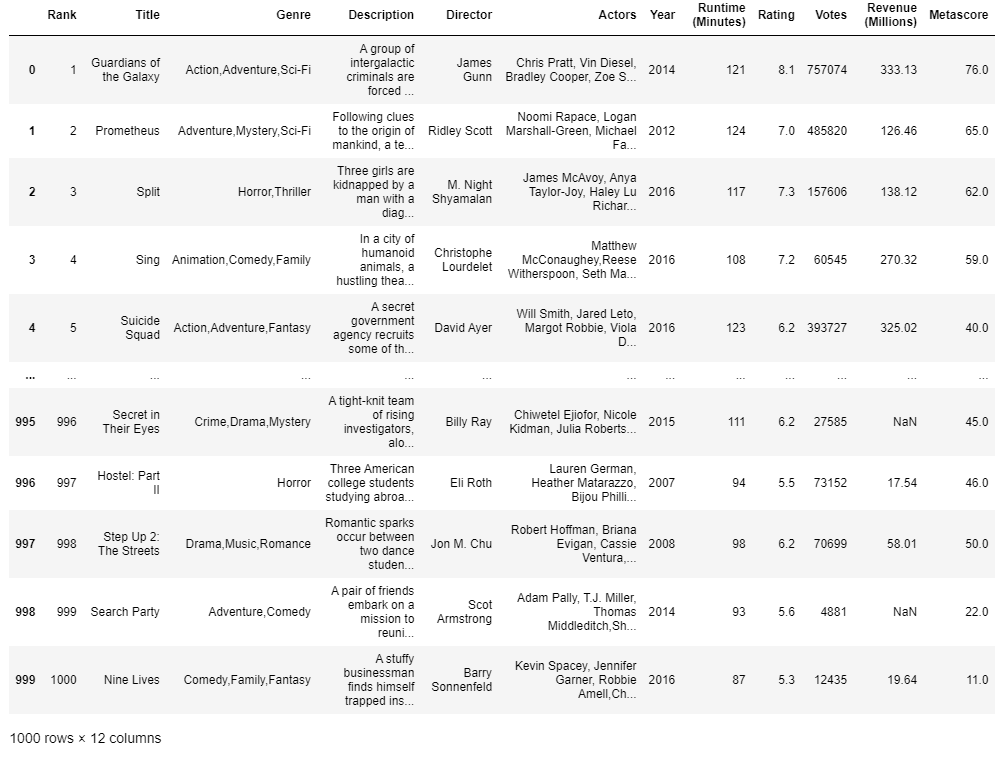 Rank Title Genre Description Director Actors Year Runtime (Minutes) Rating Votes Revenue (Millions) Metascore
0 1 Guardians of the Galaxy Action,Adventure,Sci-Fi A group of intergalactic criminals are forced ... James Gunn Chris Pratt, Vin Diesel, Bradley Cooper, Zoe S... 2014 121 8.1 757074 333.13 76.0
1 2 Prometheus Adventure,Mystery,Sci-Fi Following clues to the origin of mankind, a te... Ridley Scott Noomi Rapace, Logan Marshall-Green, Michael Fa... 2012 124 7.0 485820 126.46 65.0
2 3 Split Horror,Thriller Three girls are kidnapped by a man with a diag... M. Night Shyamalan James McAvoy, Anya Taylor-Joy, Haley Lu Richar... 2016 117 7.3 157606 138.12 62.0
3 4 Sing Animation,Comedy,Family In a city of humanoid animals, a hustling thea... Christophe Lourdelet Matthew McConaughey,Reese Witherspoon, Seth Ma... 2016 108 7.2 60545 270.32 59.0
4 5 Suicide Squad Action,Adventure,Fantasy A secret government agency recruits some of th... David Ayer Will Smith, Jared Leto, Margot Robbie, Viola D... 2016 123 6.2 393727 325.02 40.0
... ... ... ... ... ... ... ... ... ... ... ... ...
995 996 Secret in Their Eyes Crime,Drama,Mystery A tight-knit team of rising investigators, alo... Billy Ray Chiwetel Ejiofor, Nicole Kidman, Julia Roberts... 2015 111 6.2 27585 NaN 45.0
996 997 Hostel: Part II Horror Three American college students studying abroa... Eli Roth Lauren German, Heather Matarazzo, Bijou Philli... 2007 94 5.5 73152 17.54 46.0
997 998 Step Up 2: The Streets Drama,Music,Romance Romantic sparks occur between two dance studen... Jon M. Chu Robert Hoffman, Briana Evigan, Cassie Ventura,... 2008 98 6.2 70699 58.01 50.0
998 999 Search Party Adventure,Comedy A pair of friends embark on a mission to reuni... Scot Armstrong Adam Pally, T.J. Miller, Thomas Middleditch,Sh... 2014 93 5.6 4881 NaN 22.0
999 1000 Nine Lives Comedy,Family,Fantasy A stuffy businessman finds himself trapped ins... Barry Sonnenfeld Kevin Spacey, Jennifer Garner, Robbie Amell,Ch... 2016 87 5.3 12435 19.64 11.0
1000 rows × 12 columns